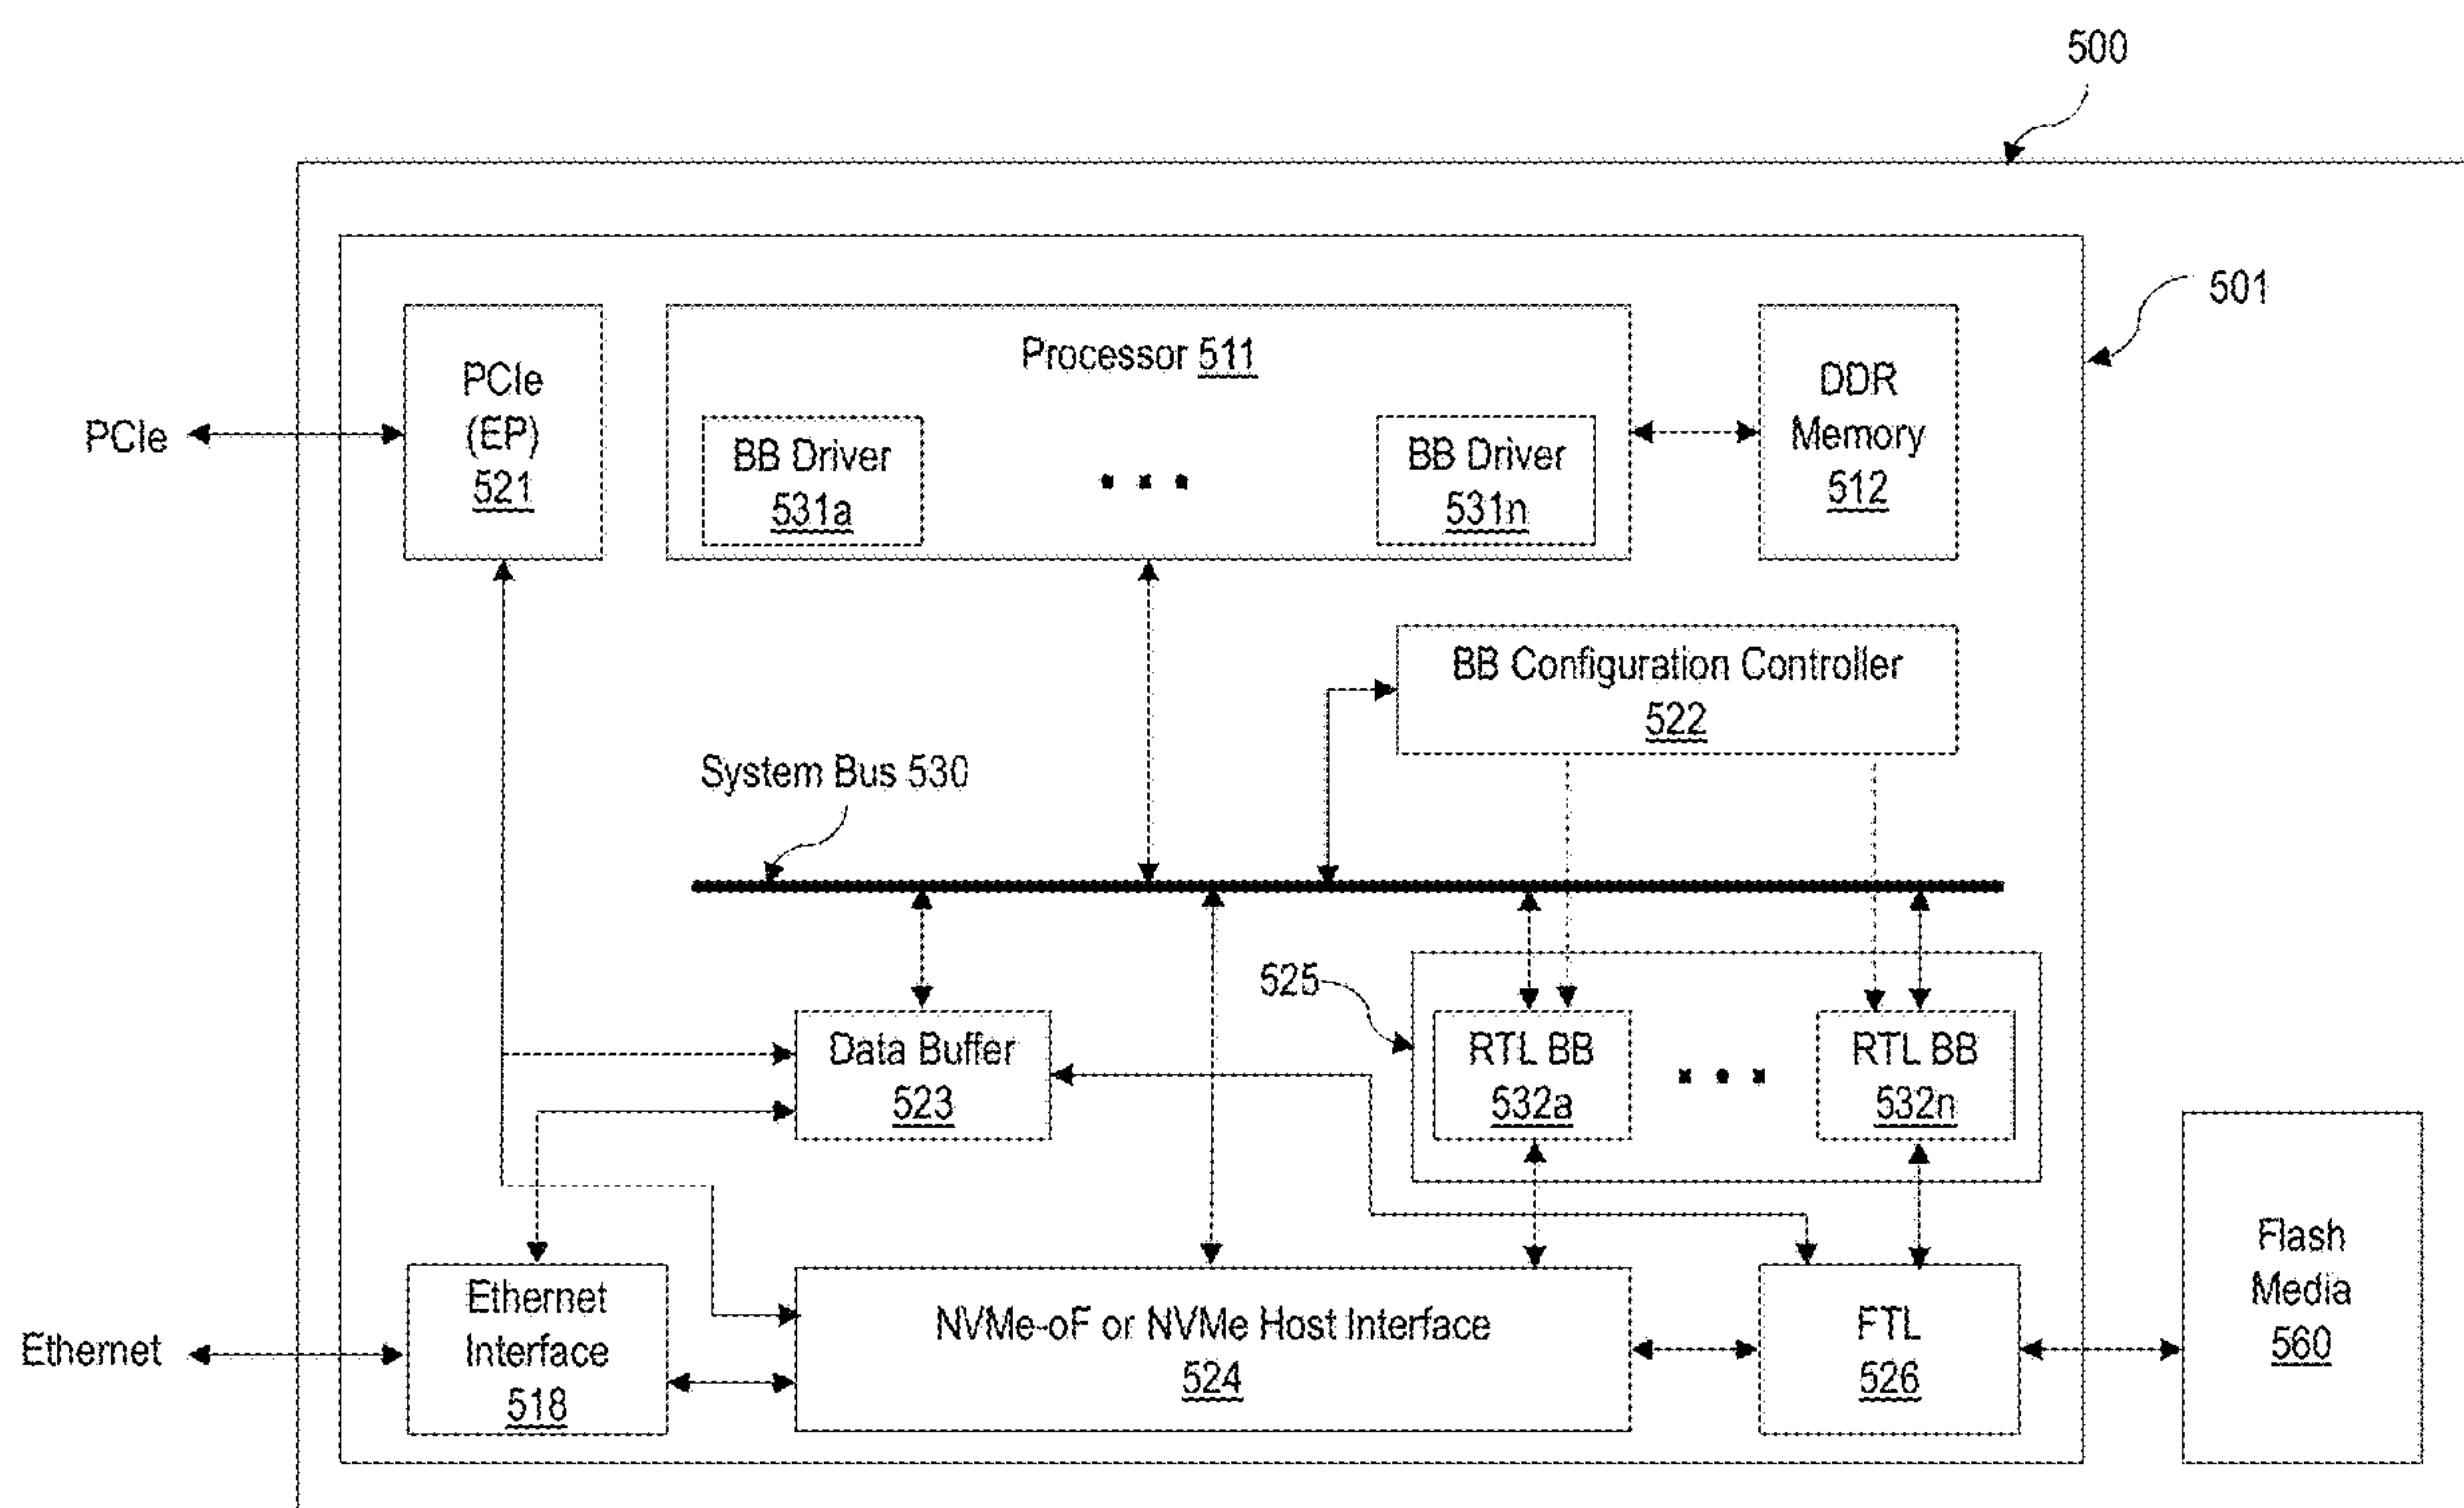 500
501
PCIe
PCIe
(EP)
521
Processor 511
BB Driver
531a
BB Driver
531n
DDR
Memory
512
BB Configuration Controller
522
System Bus 530
525
Data Buffer
523
RTL BB
532a
RTL BB
532n
Ethernet
Ethernet
Interface
518
NVMe-oF or NVMe Host Interface
524
FTL
526
Flash
Media
560